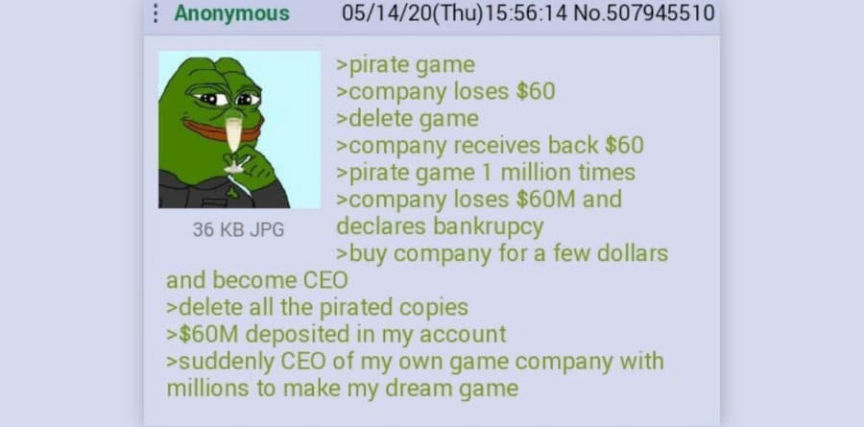 Anonymous 05/14/20(Thu)15:56:14 No.507945510
>pirate game
>company loses $60
>delete game
>company receives back $60
>pirate game 1 million times
>company loses $60M and
declares bankrupcy
36 KB JPG
>buy company for a few dollars
and become CEO
>delete all the pirated copies
>$60M deposited in my account
>suddenly CEO of my own game company with
millions to make my dream game